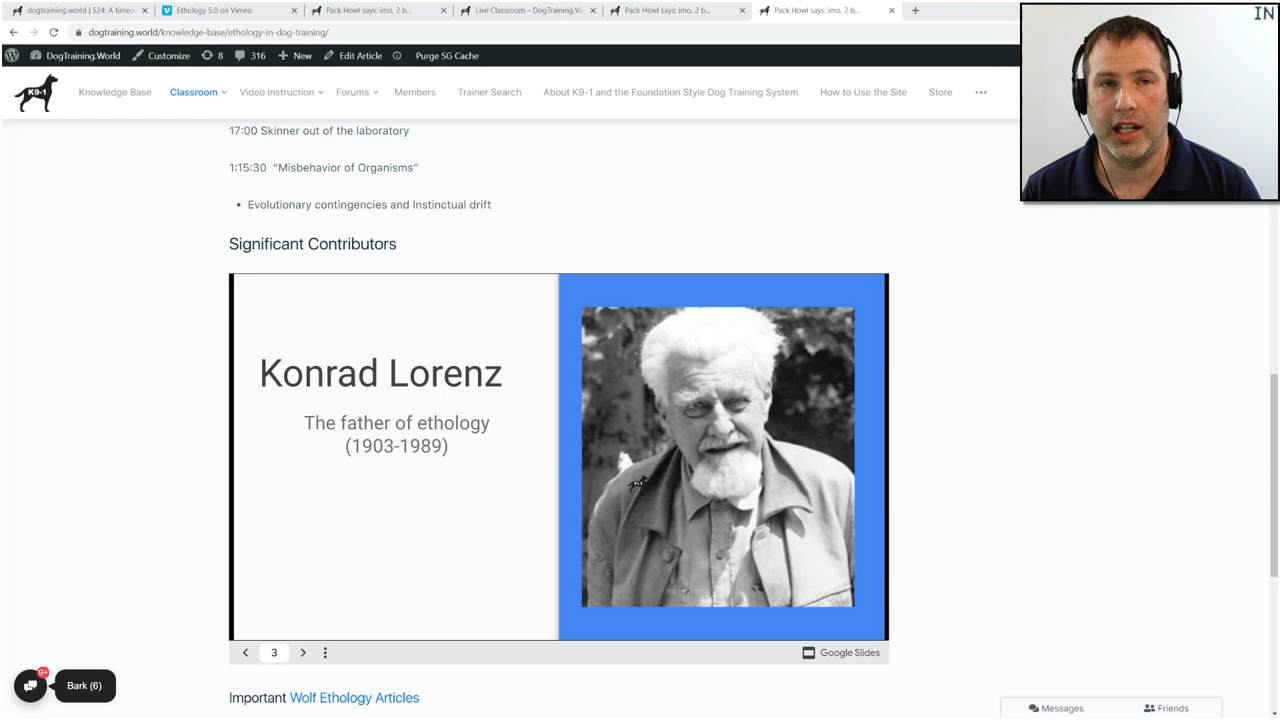 dogtraining.world | 524: A timeo
Ethology 5.0 on Vimeo
Pack Howl says: imo, 2 b...
Live Classroom – DogTraining.W
Pack Howl says: imo, 2 b...
Pack Howl says: imo, 2 b...
dogtraining.world/knowledge-base/ethology-in-dog-training/
DogTraining.World
Customize
8
316
New
Edit Article
Purge SG Cache
IN
K9-1
Knowledge Base
Classroom
Video Instruction
Forums
Members
Trainer Search
About K9-1 and the Foundation Style Dog Training System
How to Use the Site
Store
17:00 Skinner out of the laboratory
1:15:30 “Misbehavior of Organisms”
• Evolutionary contingencies and Instinctual drift
Significant Contributors
Konrad Lorenz
The father of ethology
(1903-1989)
3
Google Slides
9+
Bark (6)
Important Wolf Ethology Articles
Messages
Friends